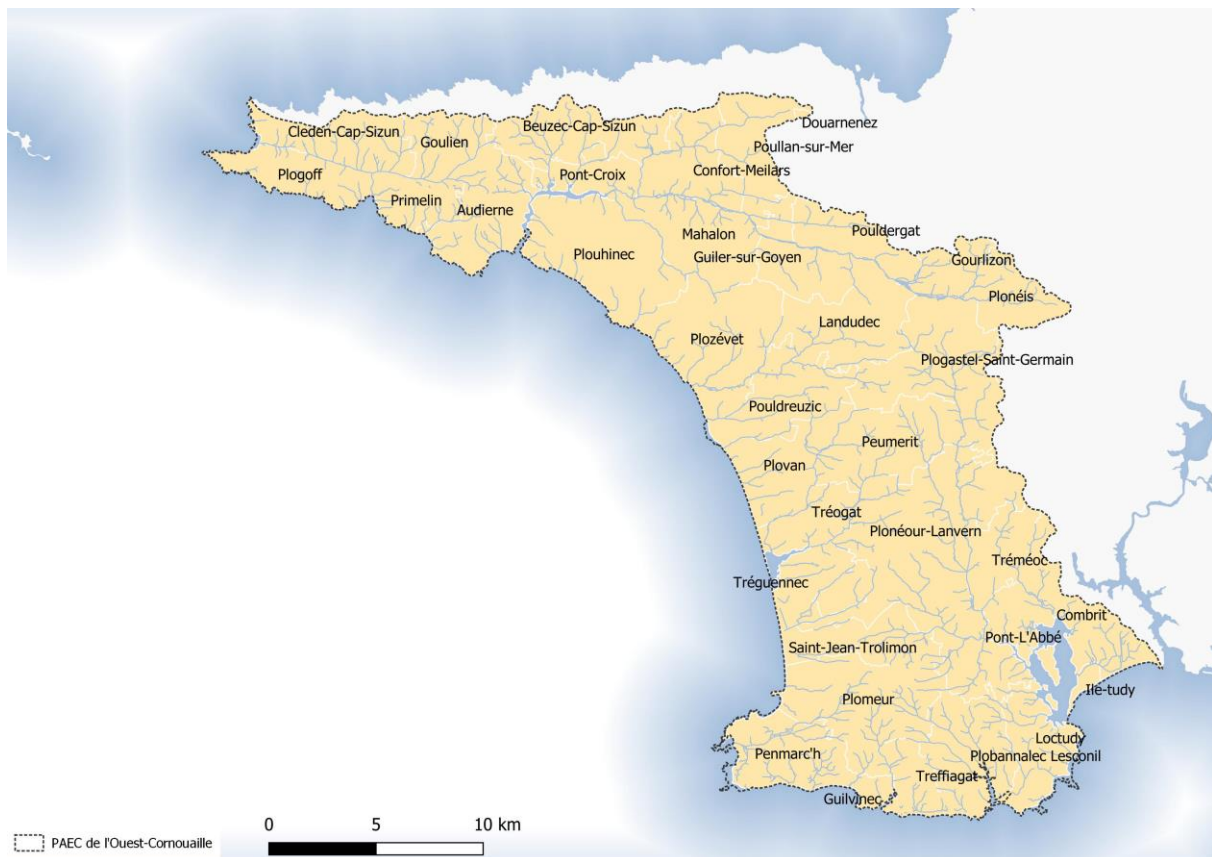 Douarnenez
Cleden-Cap-Sizun
Beuzec-Cap-Sizun
Goulien
Poullan-sur-Mer
Plogoff
Pont-Croix
Confort-Meilars
Primelin
Audierne
Mahalon
Pouldergat
Plouhinec
Guiler-sur-Goyen
Gourlizon
Plonéis
Landudec
Plozévet
Plogastel-Saint-Germain
Pouldreuzic
Peumerit
Plovan
Tréogat
Plonéour-Lanvern
Tréméoc
Tréguennec
Combrit
Pont-L'Abbé
Saint-Jean-Trolimon
Ile-tudy
Plomeur
Loctudy
Penmarc'h
Plobannalec Lesconil
Treffiagat
Guilvinec
0 5 10 km
PAEC de l'Ouest-Cornouaille